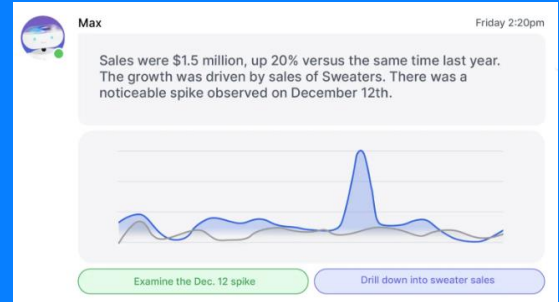 Max
Friday 2:20pm
Sales were $1.5 million, up 20% versus the same time last year.
The growth was driven by sales of Sweaters. There was a
noticeable spike observed on December 12th.
Examine the Dec. 12 spike
Drill down into sweater sales